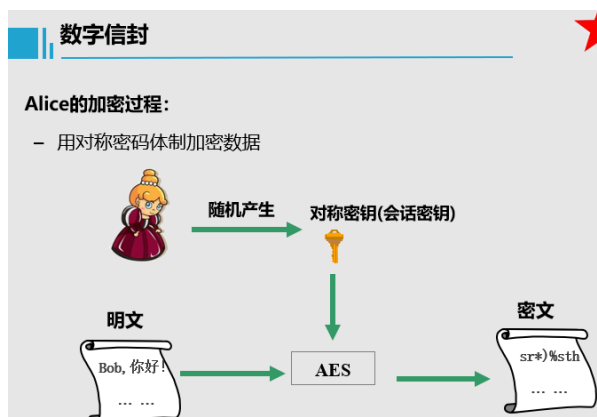 数字信封
Alice的加密过程：
– 用对称密码体制加密数据
随机产生
对称密钥(会话密钥)
明文
密文
Bob, 你好!
... ...
AES
sr*)%sth
... ...